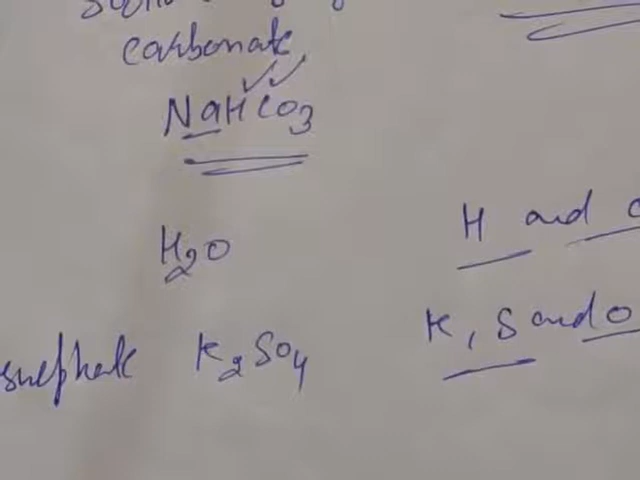 carbonate
NaHCO3
H2O H and
sulphate K2SO4 K, S and O